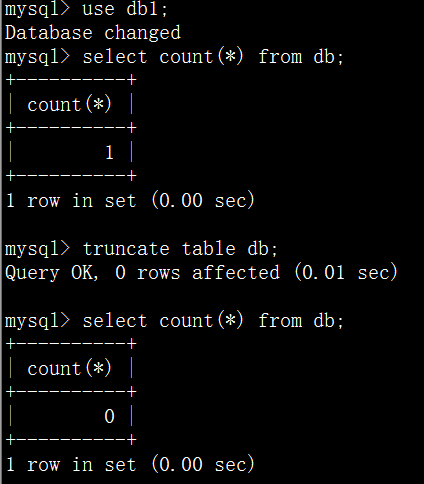 mysql> use db1;
Database changed
mysql> select count(*) from db;
+----------+
| count(*) |
+----------+
|        1 |
+----------+
1 row in set (0.00 sec)

mysql> truncate table db;
Query OK, 0 rows affected (0.01 sec)

mysql> select count(*) from db;
+----------+
| count(*) |
+----------+
|        0 |
+----------+
1 row in set (0.00 sec)